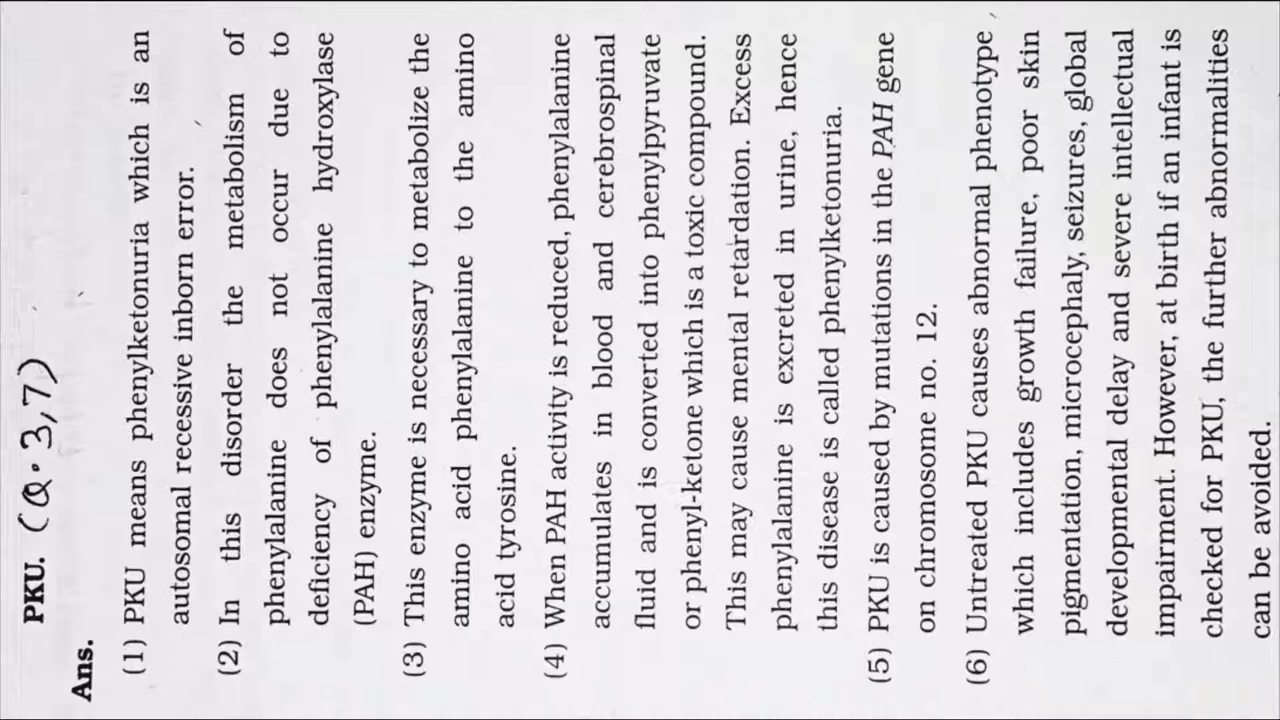 PKU. (Q. 3, 7)
Ans.
(1) PKU means phenylketonuria which is an
autosomal recessive inborn error.
(2) In this disorder the metabolism of
phenylalanine does not occur due to
deficiency of phenylalanine hydroxylase
(PAH) enzyme.
(3) This enzyme is necessary to metabolize the
amino acid phenylalanine to the amino
acid tyrosine.
(4) When PAH activity is reduced, phenylalanine
accumulates in blood and cerebrospinal
fluid and is converted into phenylpyruvate
or phenyl-ketone which is a toxic compound.
This may cause mental retardation. Excess
phenylalanine is excreted in urine, hence
this disease is called phenylketonuria.
(5) PKU is caused by mutations in the PAH gene
on chromosome no. 12.
(6) Untreated PKU causes abnormal phenotype
which includes growth failure, poor skin
pigmentation, microcephaly, seizures, global
developmental delay and severe intellectual
impairment. However, at birth if an infant is
checked for PKU, the further abnormalities
can be avoided.